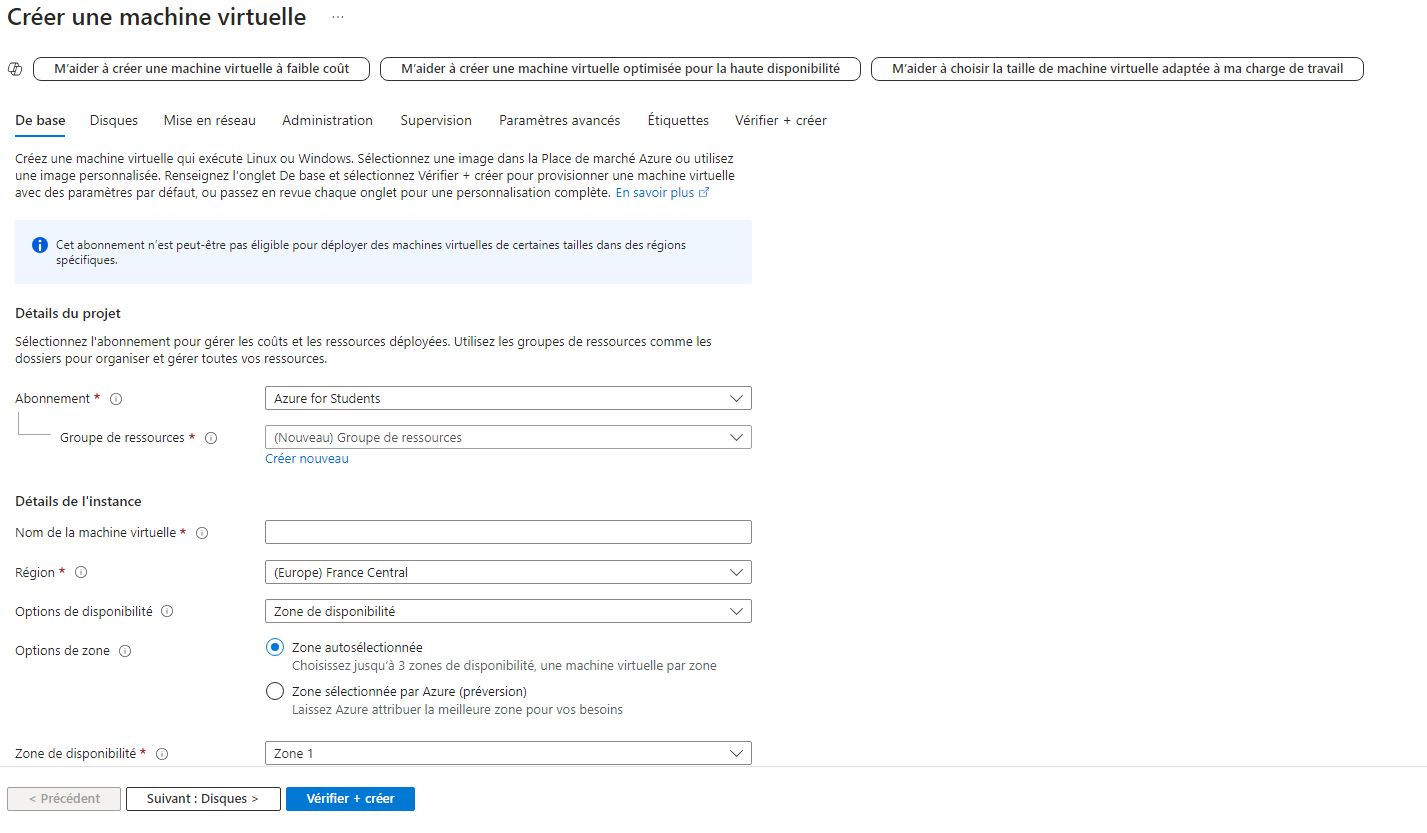 Créer une machine virtuelle ...
M'aider à créer une machine virtuelle à faible coût
M'aider à créer une machine virtuelle optimisée pour la haute disponibilité
M'aider à choisir la taille de machine virtuelle adaptée à ma charge de travail
De base
Disques
Mise en réseau
Administration
Supervision
Paramètres avancés
Étiquettes
Vérifier + créer
Créez une machine virtuelle qui exécute Linux ou Windows. Sélectionnez une image dans la Place de marché Azure ou utilisez
une image personnalisée. Renseignez l'onglet De base et sélectionnez Vérifier + créer pour provisionner une machine virtuelle
avec des paramètres par défaut, ou passez en revue chaque onglet pour une personnalisation complète. En savoir plus
Cet abonnement n'est peut-être pas éligible pour déployer des machines virtuelles de certaines tailles dans des régions
spécifiques.
Détails du projet
Sélectionnez l'abonnement pour gérer les coûts et les ressources déployées. Utilisez les groupes de ressources comme les
dossiers pour organiser et gérer toutes vos ressources.
Abonnement *
Azure for Students
Groupe de ressources *
(Nouveau) Groupe de ressources
Créer nouveau
Détails de l'instance
Nom de la machine virtuelle *
Région *
(Europe) France Central
Options de disponibilité
Zone de disponibilité
Options de zone
Zone autosélectionnée
Choisissez jusqu'à 3 zones de disponibilité, une machine virtuelle par zone
Zone sélectionnée par Azure (préversion)
Laissez Azure attribuer la meilleure zone pour vos besoins
Zone de disponibilité *
Zone 1
< Précédent
Suivant : Disques >
Vérifier + créer